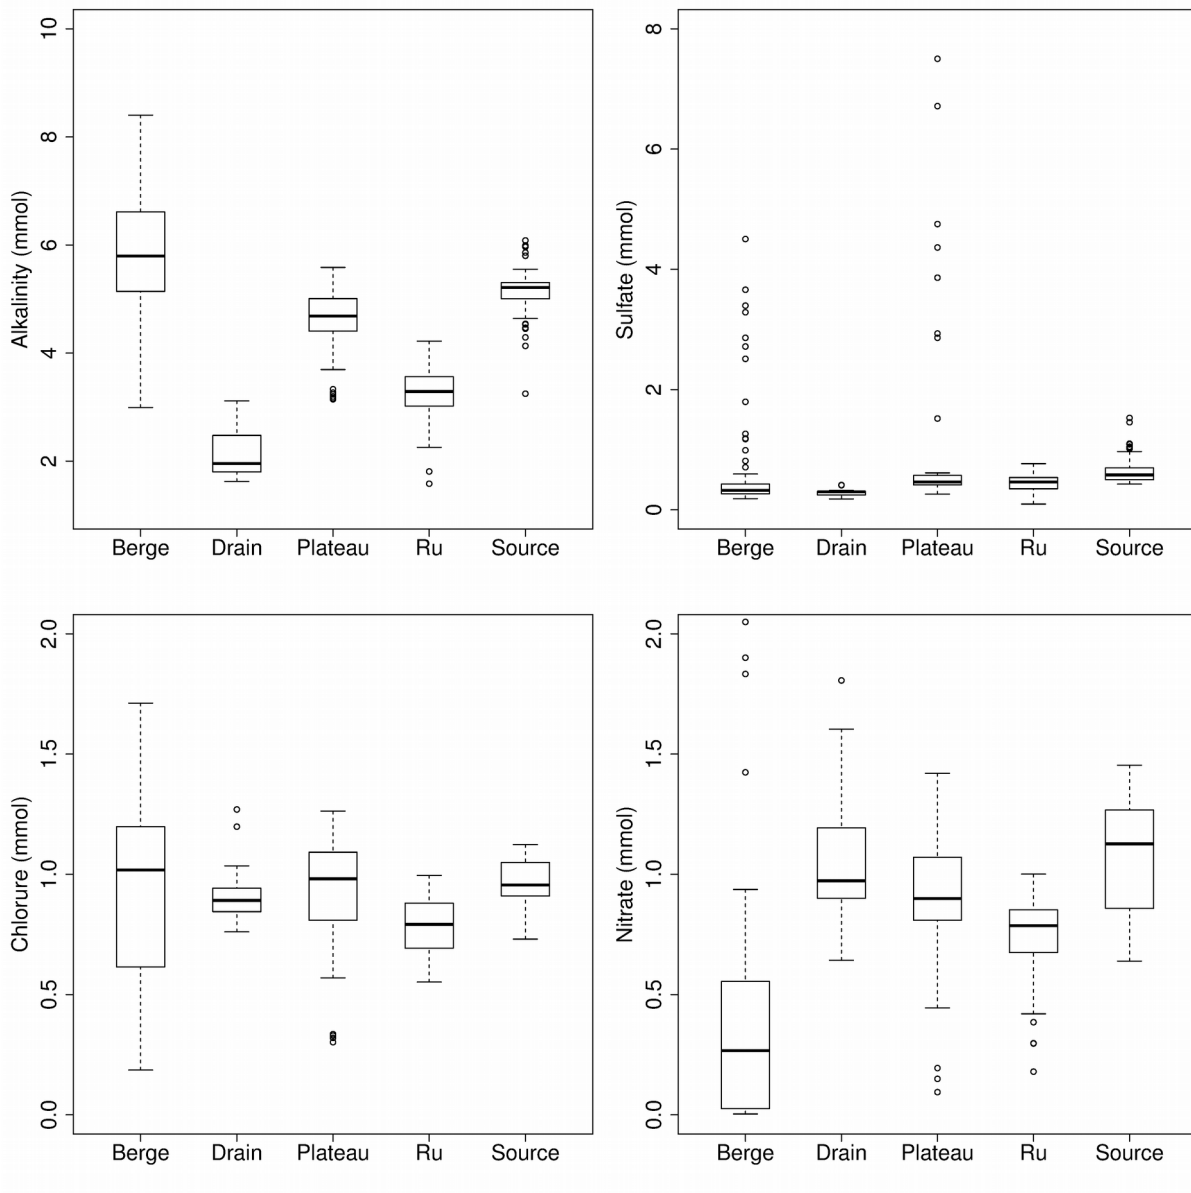 Alkalinity (mmol)
10
8
6
4
2
Berge Drain Plateau Ru Source
Sulfate (mmol)
8
6
4
2
0
Berge Drain Plateau Ru Source
Chlorure (mmol)
2.0
1.5
1.0
0.5
0.0
Berge Drain Plateau Ru Source
Nitrate (mmol)
2.0
1.5
1.0
0.5
0.0
Berge Drain Plateau Ru Source